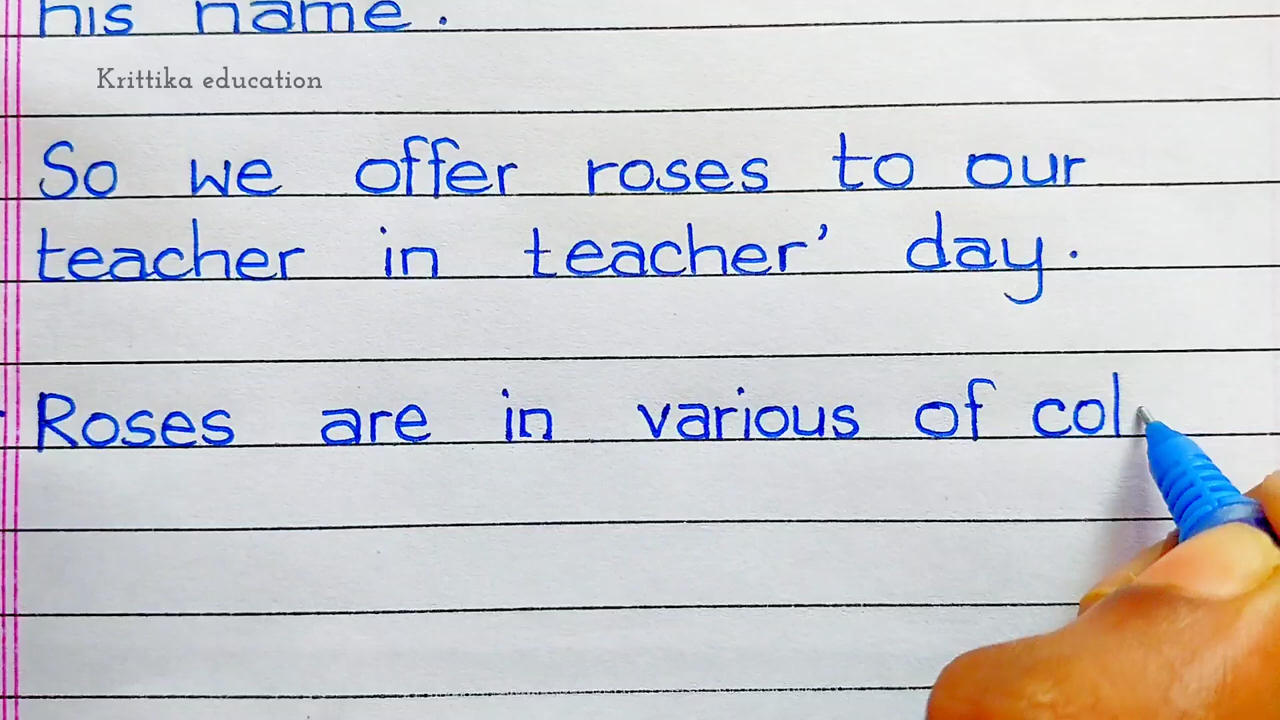 his name.
Krittika education
So we offer roses to our
teacher in teacher' day.
Roses are in various of col